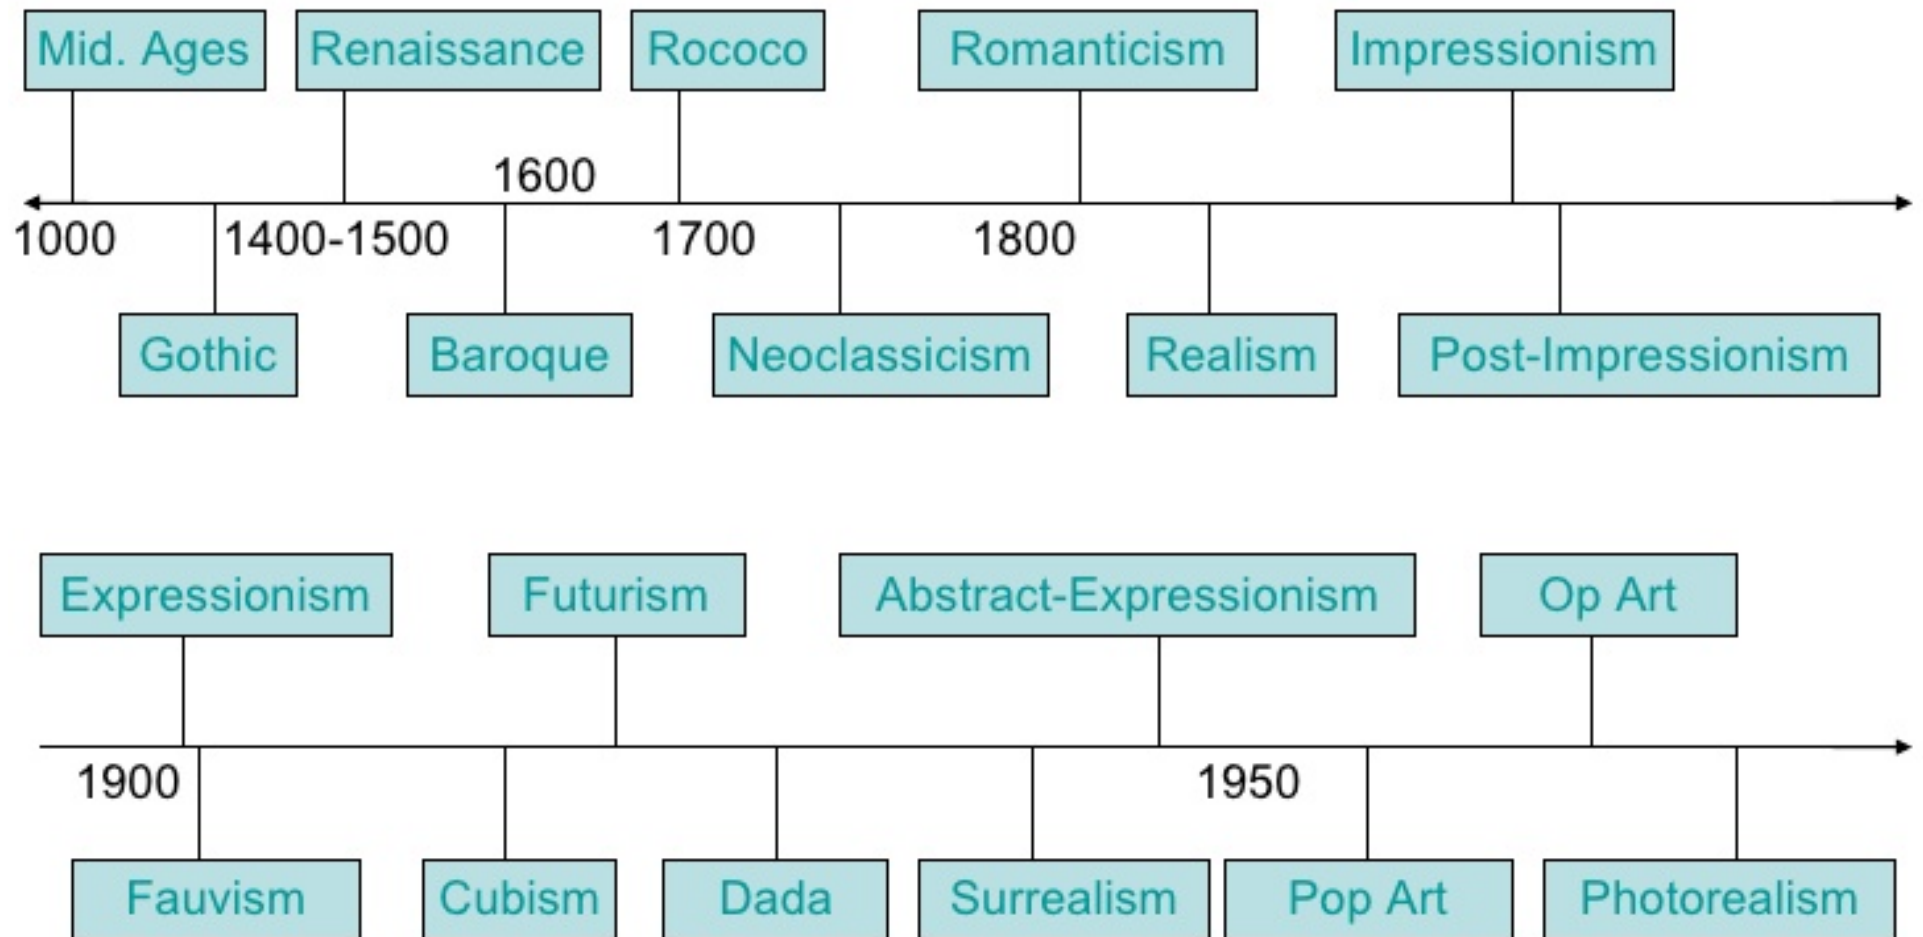 Mid. Ages
Renaissance
Rococo
Romanticism
Impressionism
1600
1000
1400-1500
1700
1800
Gothic
Baroque
Neoclassicism
Realism
Post-Impressionism
Expressionism
Futurism
Abstract-Expressionism
Op Art
1900
1950
Fauvism
Cubism
Dada
Surrealism
Pop Art
Photorealism